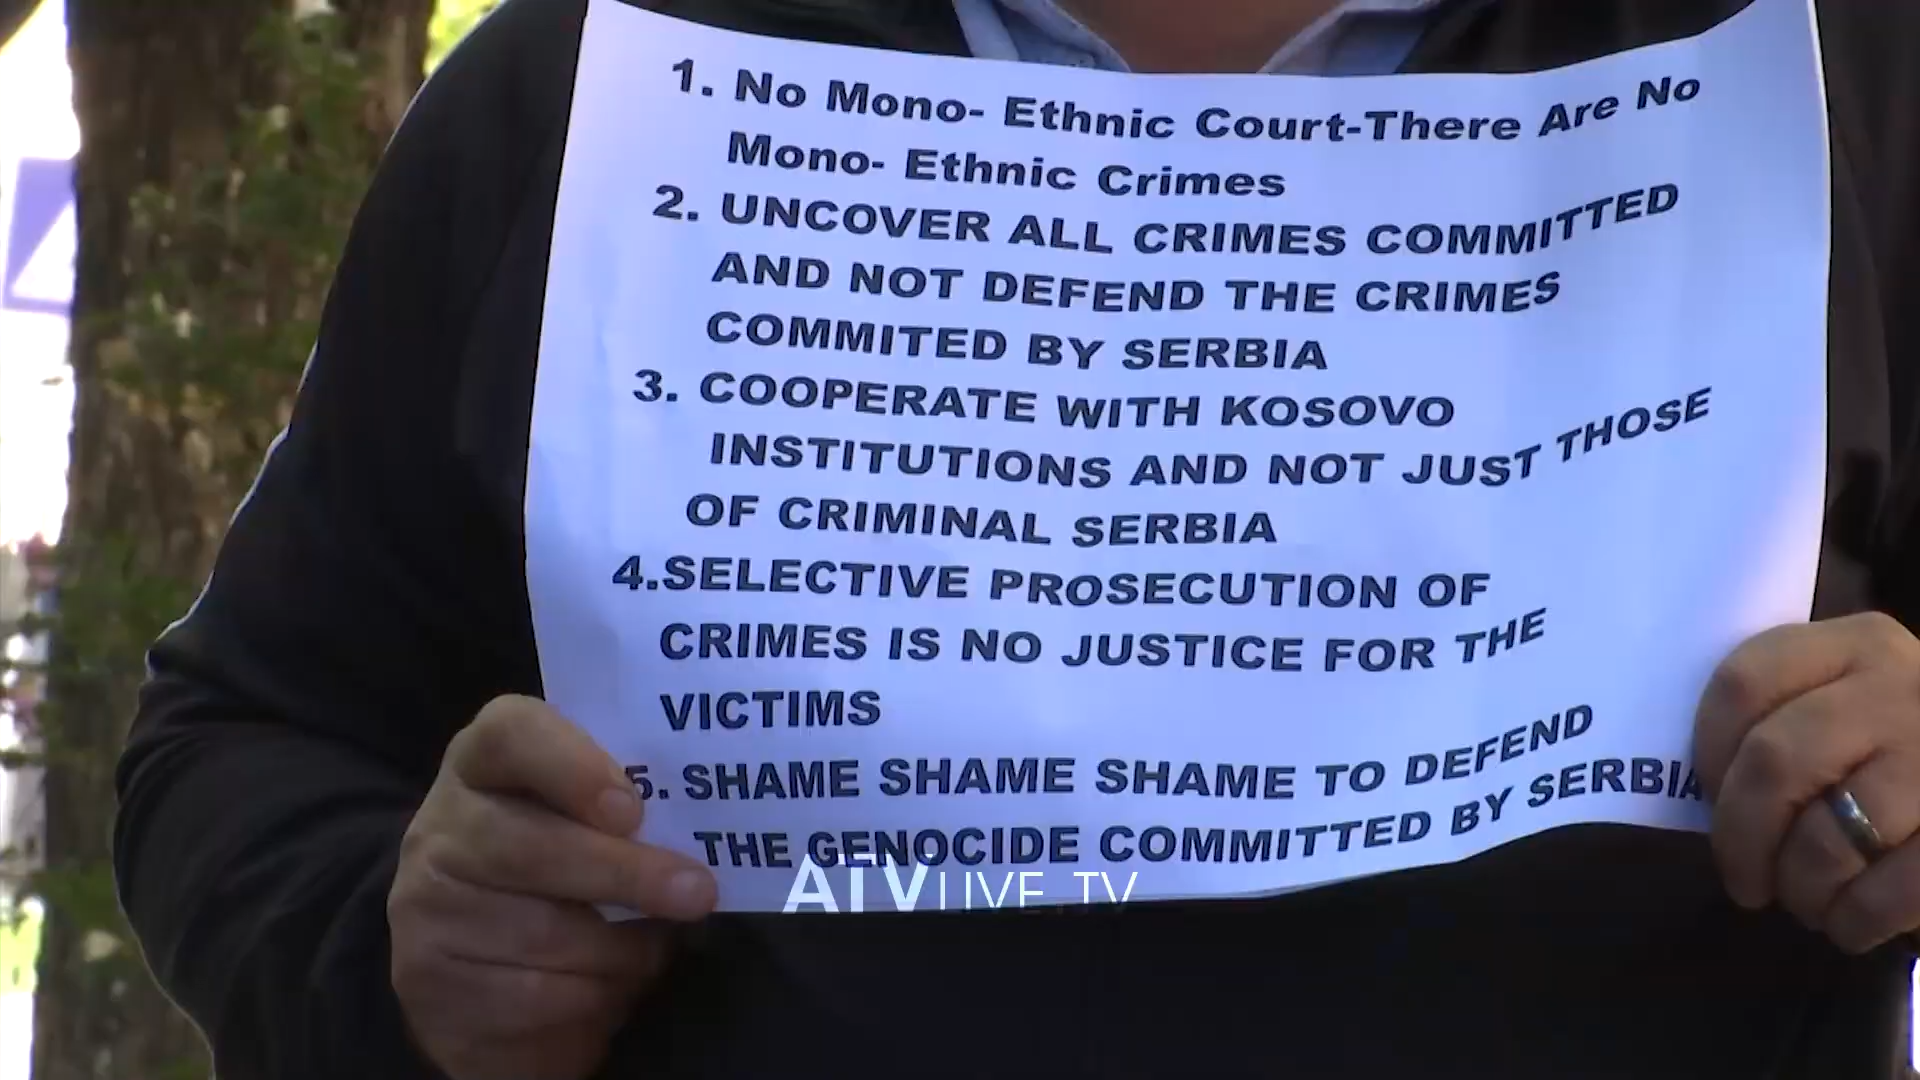 1. No Mono- Ethnic Court-There Are No
Mono- Ethnic Crimes
2. UNCOVER ALL CRIMES COMMITTED
AND NOT DEFEND THE CRIMES
COMMITED BY SERBIA
3. COOPERATE WITH KOSOVO
INSTITUTIONS AND NOT JUST THOSE
OF CRIMINAL SERBIA
4.SELECTIVE PROSECUTION OF
CRIMES IS NO JUSTICE FOR THE
VICTIMS
5. SHAME SHAME SHAME TO DEFEND
THE GENOCIDE COMMITTED BY SERBIA
ATVLIVE.TV